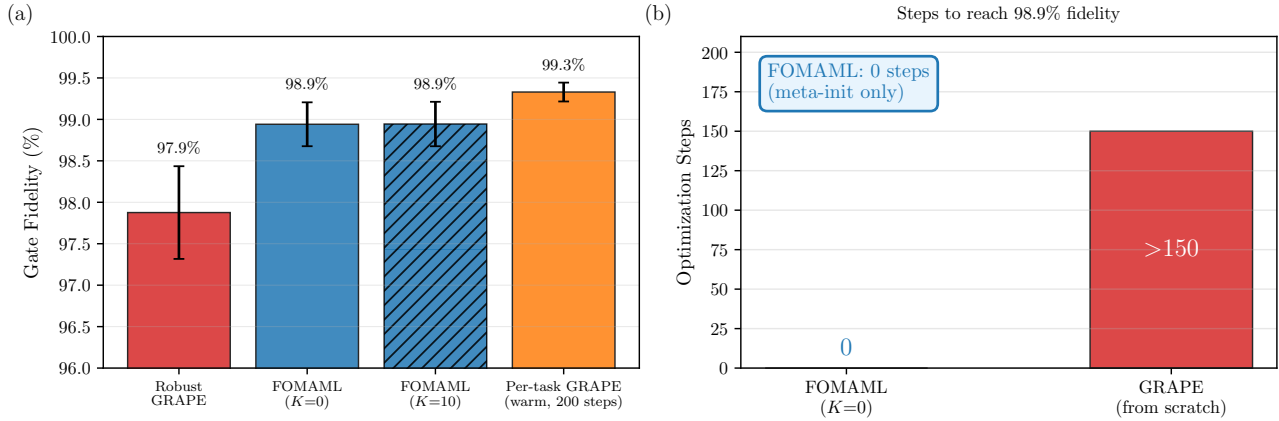 (a)
100.0
99.5
99.0
98.5
98.0
97.5
97.0
96.5
96.0
Gate Fidelity (%)
97.9%
98.9%
98.9%
99.3%
Robust
GRAPE
FOMAML
(K=0)
FOMAML
(K=10)
Per-task GRAPE
(warm, 200 steps)
(b)
Steps to reach 98.9% fidelity
200
175
150
125
100
75
50
25
0
Optimization Steps
FOMAML: 0 steps
(meta-init only)
0
>150
FOMAML
(K=0)
GRAPE
(from scratch)